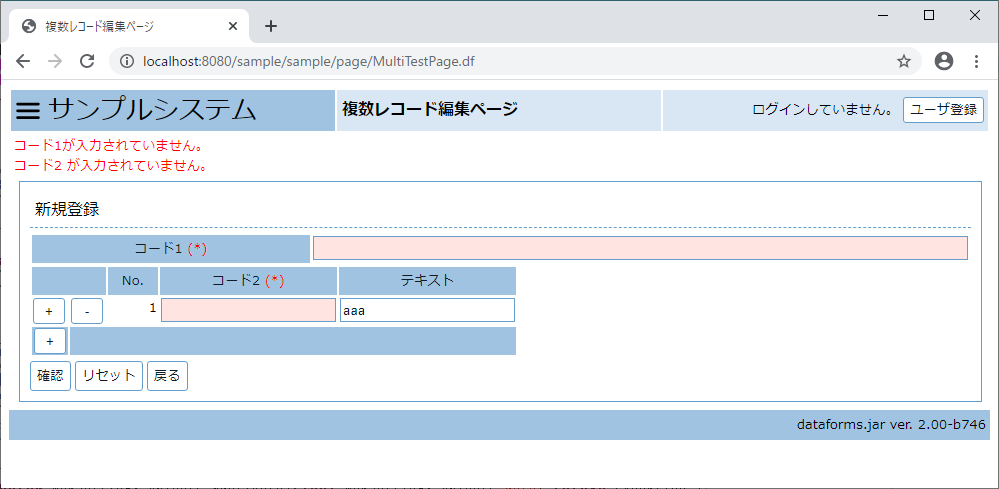 複数レコード編集ページ
localhost:8080/sample/sample/page/MultiTestPage.df
サンプルシステム 複数レコード編集ページ ログインしていません。 ユーザ登録
コード1が入力されていません。
コード2 が入力されていません。
新規登録
コード1 (*)
No. コード2 (*) テキスト
+ - 1 aaa
+
確認 リセット 戻る
dataforms.jar ver. 2.00-b746